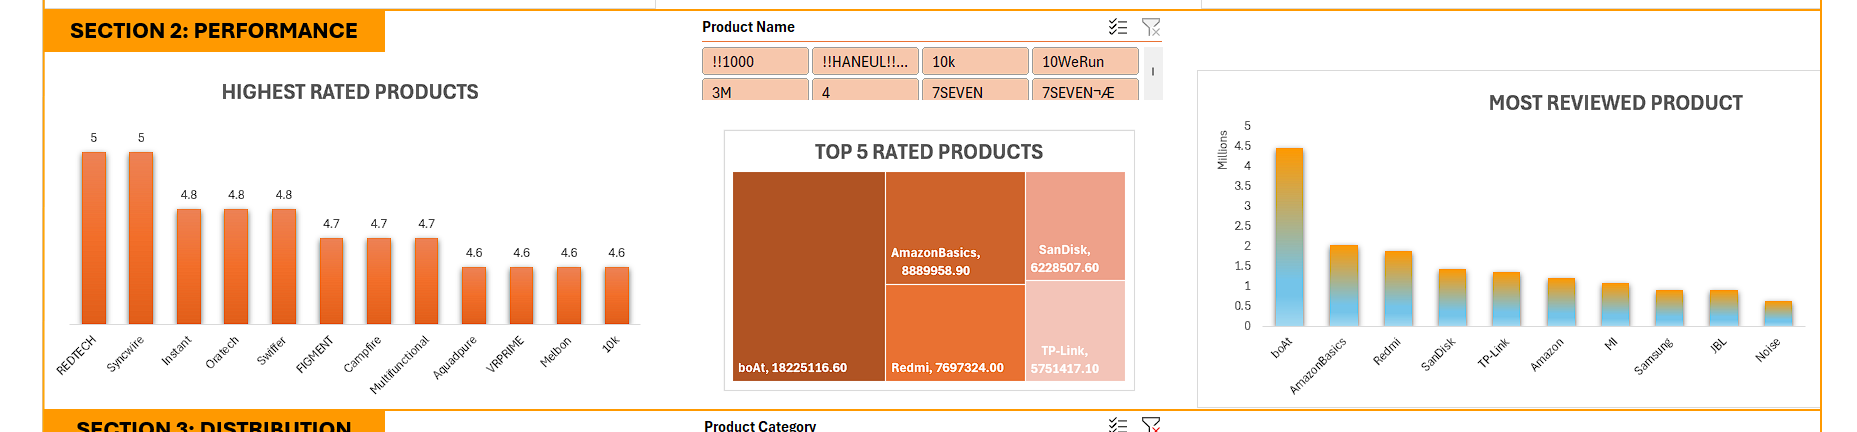 SECTION 2: PERFORMANCE
Product Name
!!1000
!!HANEUL!!...
10k
10WeRun
3M
4
7SEVEN
7SEVEN¬Æ
HIGHEST RATED PRODUCTS
5
5
4.8
4.8
4.8
4.7
4.7
4.7
4.6
4.6
4.6
4.6
REDTECH
Syncwire
Instant
Oratech
Swiffer
FIGMENT
Campfire
Multifunctional
Aquadpure
VRPRIME
Melbon
10k
TOP 5 RATED PRODUCTS
boAt, 18225116.60
AmazonBasics,
8889958.90
Redmi, 7697324.00
SanDisk,
6228507.60
TP-Link,
5751417.10
MOST REVIEWED PRODUCT
Millions
5
4.5
4
3.5
3
2.5
2
1.5
1
0.5
0
boAt
AmazonBasics
Redmi
SanDisk
TP-Link
Amazon
MI
Samsung
JBL
Noise
SECTION 3: DISTRIBUTION
Product Category